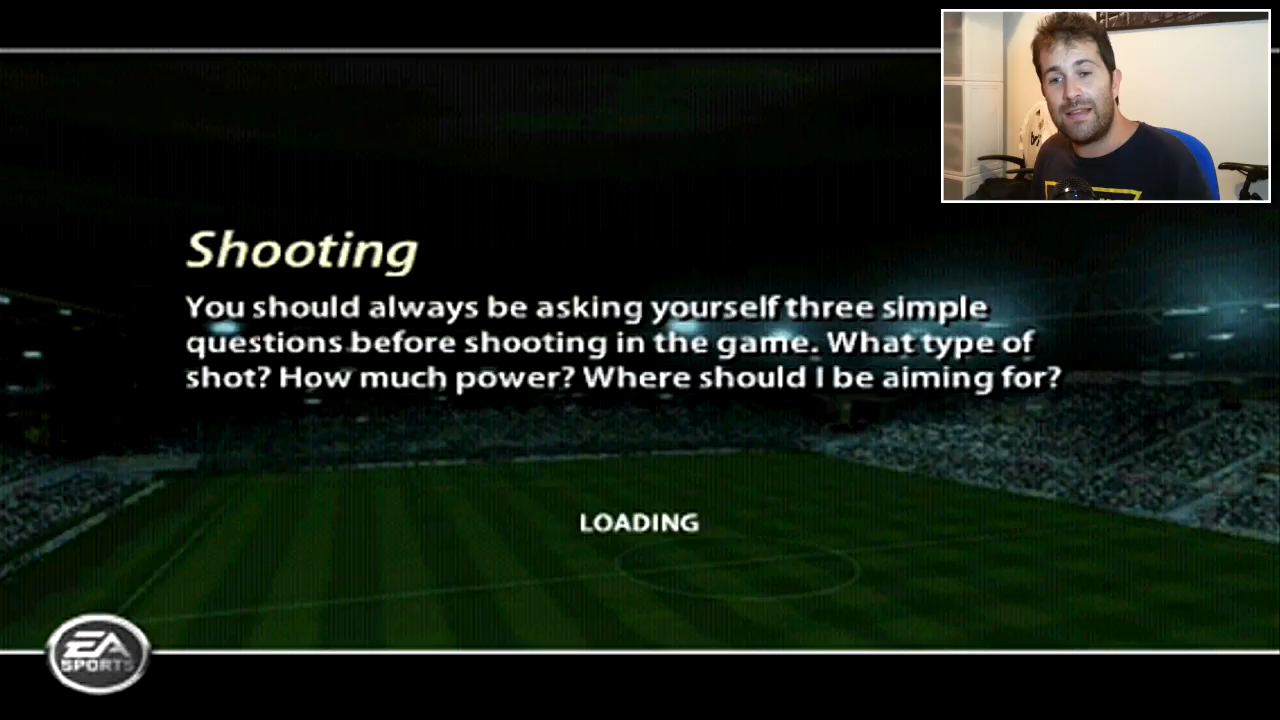 Shooting
You should always be asking yourself three simple
questions before shooting in the game. What type of
shot? How much power? Where should I be aiming for?
LOADING
EA
SPORTS